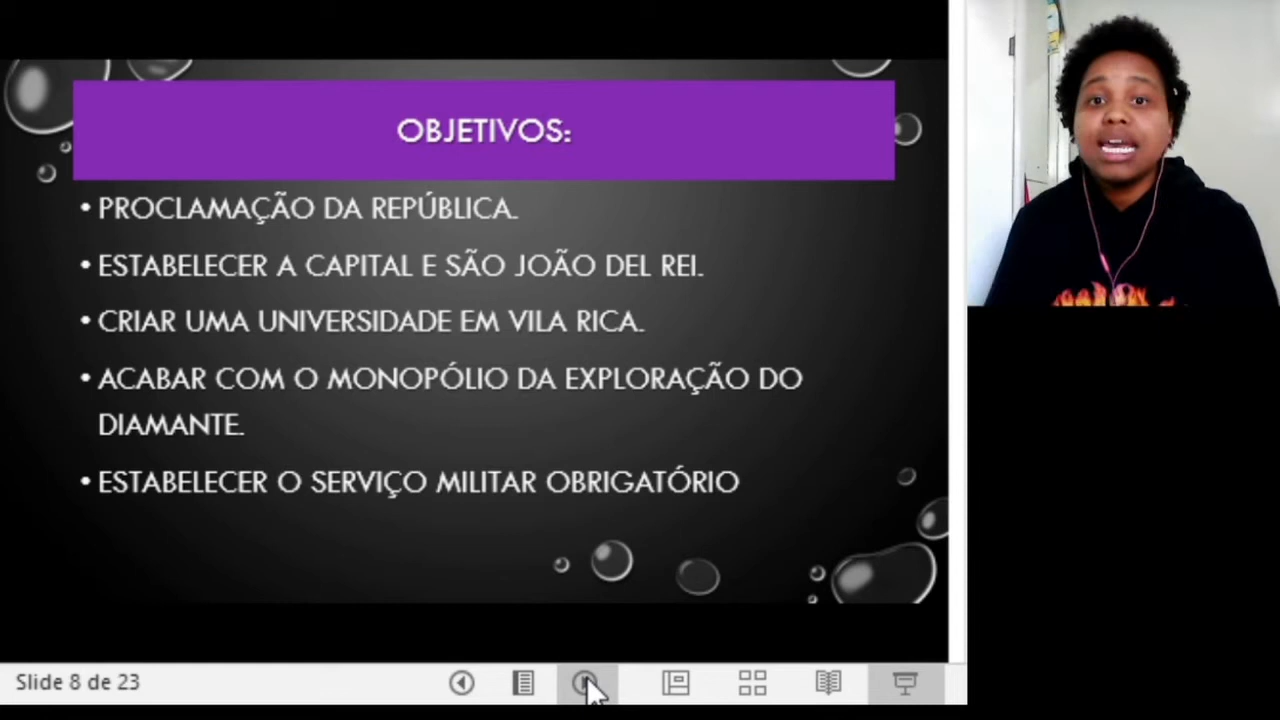 OBJETIVOS:
• PROCLAMAÇÃO DA REPÚBLICA.
• ESTABELECER A CAPITAL E SÃO JOÃO DEL REI.
• CRIAR UMA UNIVERSIDADE EM VILA RICA.
• ACABAR COM O MONOPÓLIO DA EXPLORAÇÃO DO
DIAMANTE.
• ESTABELECER O SERVIÇO MILITAR OBRIGATÓRIO
Slide 8 de 23